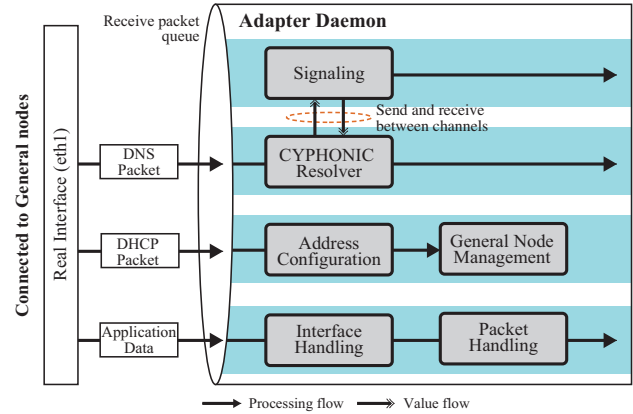 Receive packet
queue
Adapter Daemon
Signaling
Send and receive
between channels
Connected to General nodes
Real Interface (eth1)
DNS
Packet
CYPHONIC
Resolver
DHCP
Packet
Address
Configuration
General Node
Management
Application
Data
Interface
Handling
Packet
Handling
Processing flow
Value flow